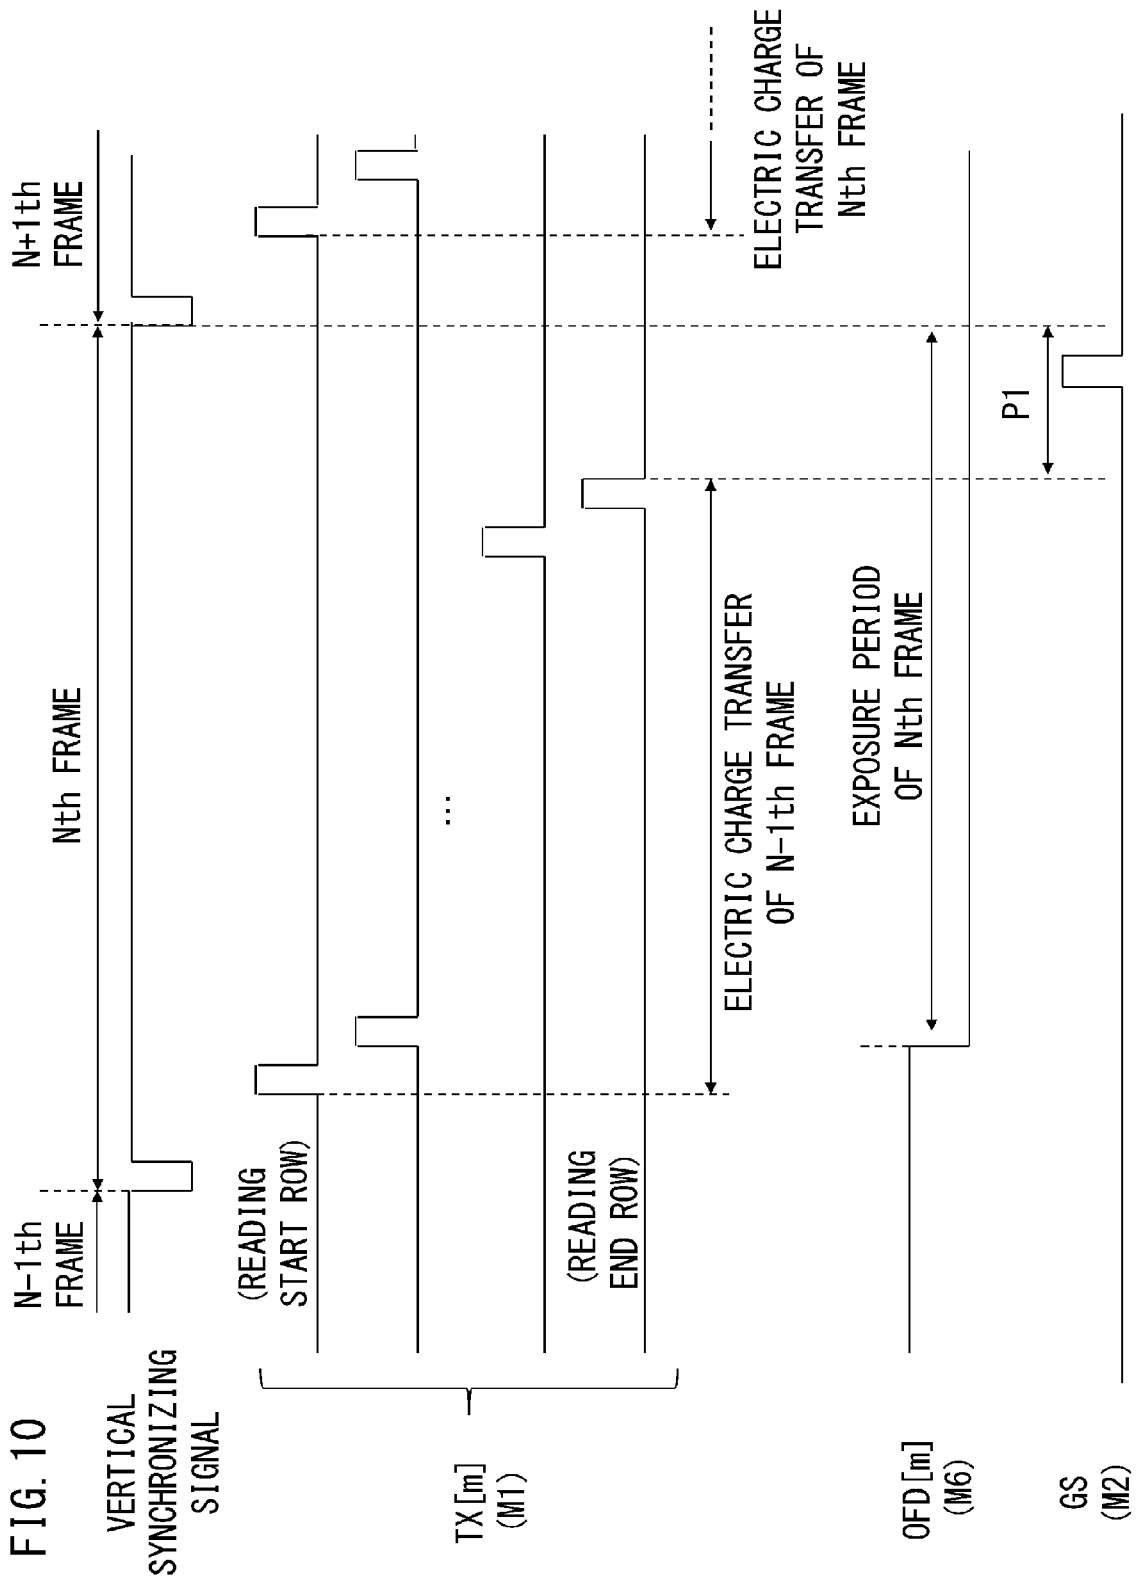 FIG. 10
VERTICAL
SYNCHRONIZING
SIGNAL
N-1th
FRAME
Nth FRAME
N+1th
FRAME
TX[m]
(M1)
(READING
START ROW)
...
(READING
END ROW)
ELECTRIC CHARGE TRANSFER
OF N-1th FRAME
ELECTRIC CHARGE
TRANSFER OF
Nth FRAME
OFD[m]
(M6)
EXPOSURE PERIOD
OF Nth FRAME
GS
(M2)
P1